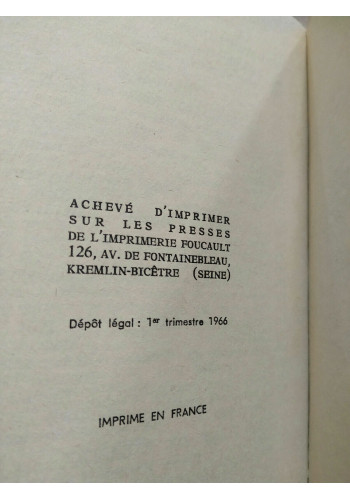 ACHEVÉ D'IMPRIMER
SUR LES PRESSES
DE L'IMPRIMERIE FOUCAULT
126, AV. DE FONTAINEBLEAU,
KREMLIN-BICÊTRE (SEINE)
Dépôt légal : 1er trimestre 1966
IMPRIME EN FRANCE